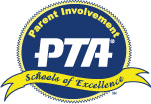 Parent Involvement
PTA®
Schools of Excellence